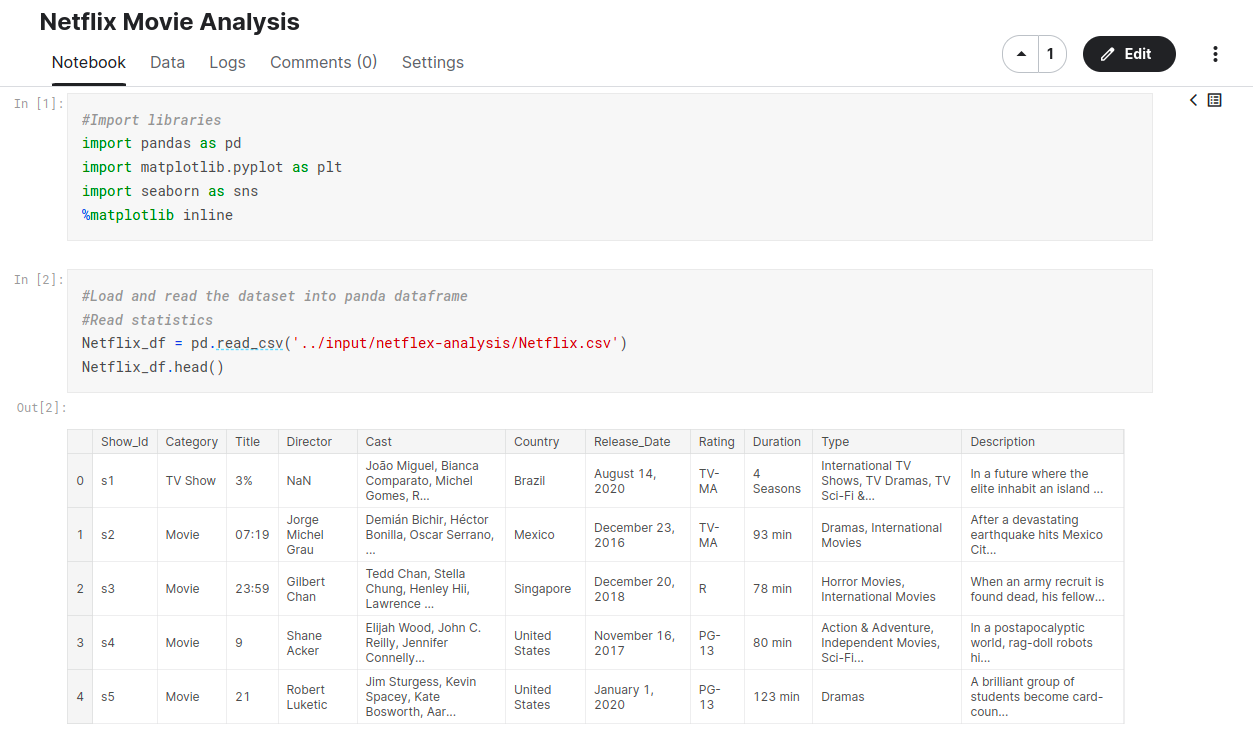 Netflix Movie Analysis
Notebook Data Logs Comments (0) Settings
1 Edit
In [1]:
#Import libraries
import pandas as pd
import matplotlib.pyplot as plt
import seaborn as sns
%matplotlib inline
In [2]:
#Load and read the dataset into panda dataframe
#Read statistics
Netflix_df = pd.read_csv('../input/netflex-analysis/Netflix.csv')
Netflix_df.head()
Out[2]:
Show_Id Category Title Director Cast Country Release_Date Rating Duration Type Description
0 s1 TV Show 3% NaN João Miguel, Bianca Comparato, Michel Gomes, R... Brazil August 14, 2020 TV-MA 4 Seasons International TV Shows, TV Dramas, TV Sci-Fi &... In a future where the elite inhabit an island ...
1 s2 Movie 07:19 Jorge Michel Grau Demián Bichir, Héctor Bonilla, Oscar Serrano, ... Mexico December 23, 2016 TV-MA 93 min Dramas, International Movies After a devastating earthquake hits Mexico Cit...
2 s3 Movie 23:59 Gilbert Chan Tedd Chan, Stella Chung, Henley Hii, Lawrence ... Singapore December 20, 2018 R 78 min Horror Movies, International Movies When an army recruit is found dead, his fellow...
3 s4 Movie 9 Shane Acker Elijah Wood, John C. Reilly, Jennifer Connelly... United States November 16, 2017 PG-13 80 min Action & Adventure, Independent Movies, Sci-Fi... In a postapocalyptic world, rag-doll robots hi...
4 s5 Movie 21 Robert Luketic Jim Sturgess, Kevin Spacey, Kate Bosworth, Aar... United States January 1, 2020 PG-13 123 min Dramas A brilliant group of students become card-coun...